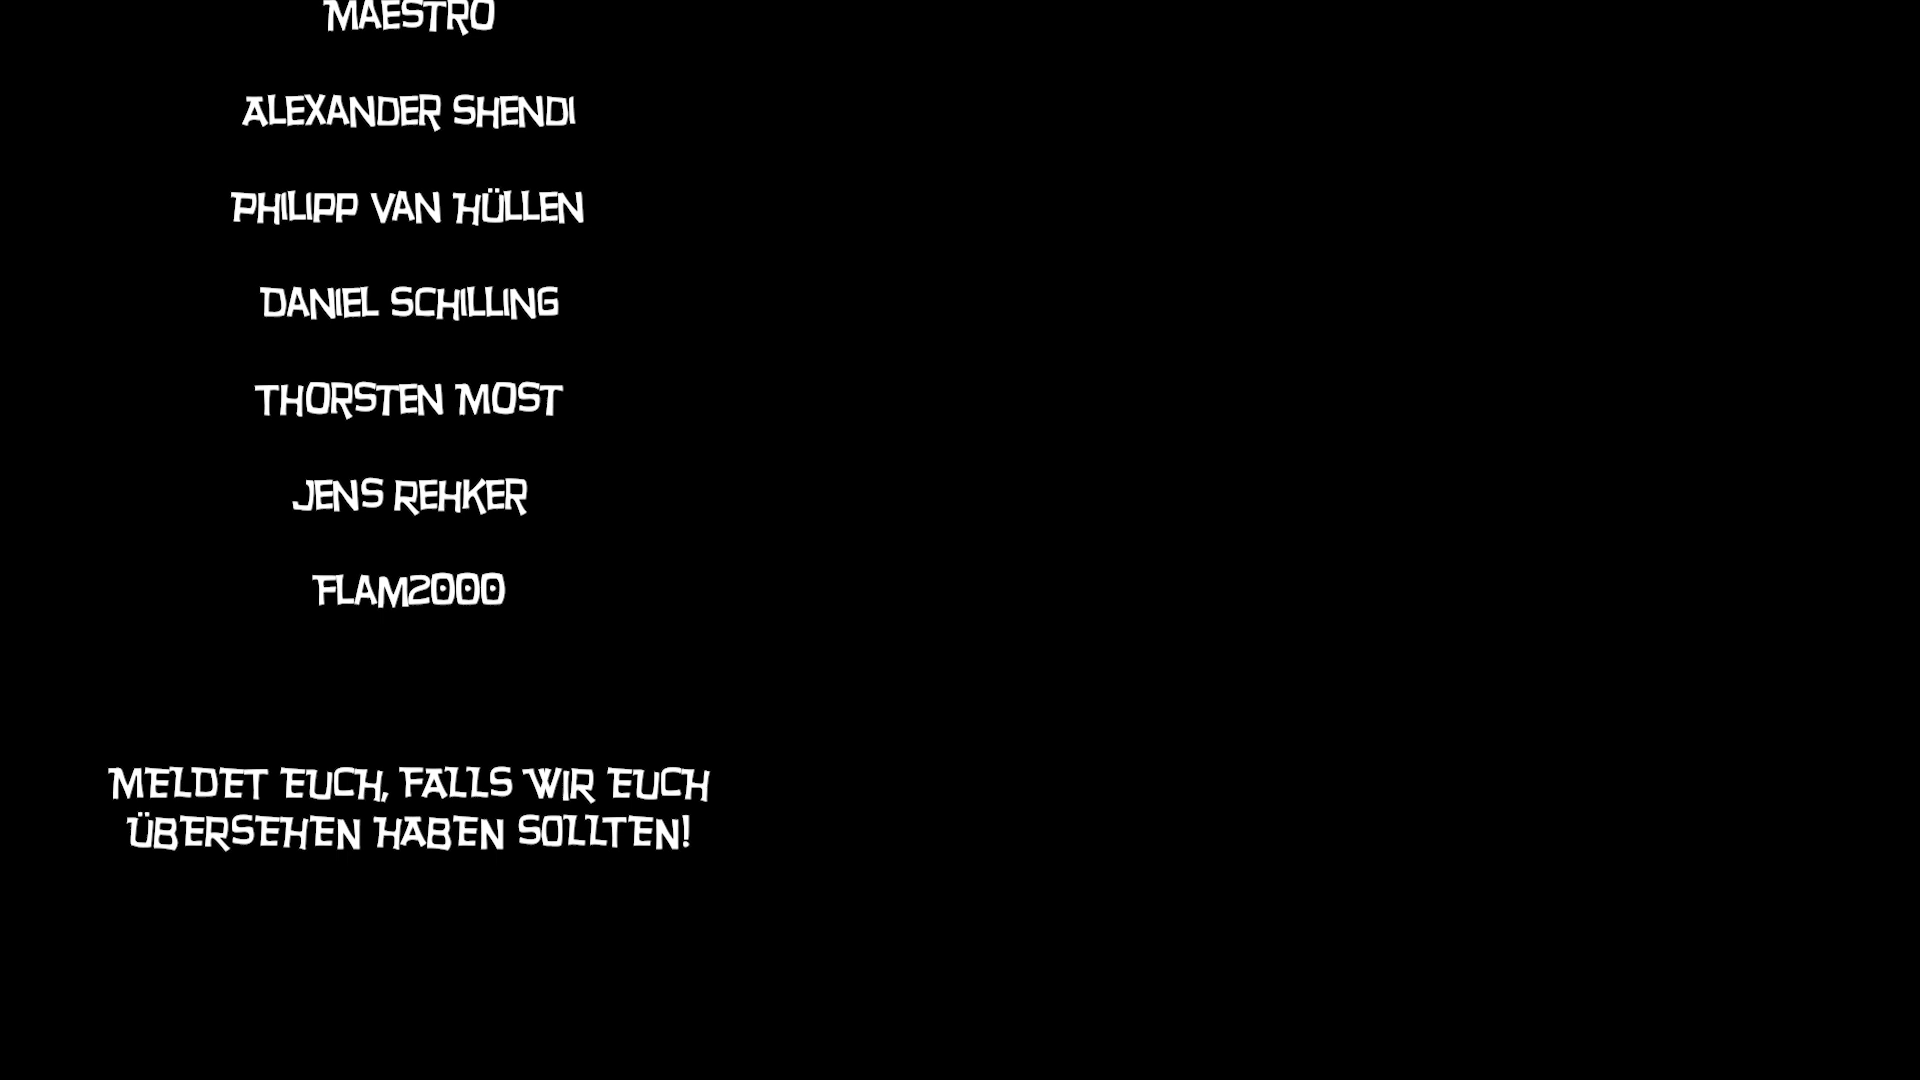 MAESTRO
ALEXANDER SHENDI
PHILIPP VAN HÜLLEN
DANIEL SCHILLING
THORSTEN MOST
JENS REHKER
FLAM2000
MELDET EUCH, FALLS WIR EUCH
ÜBERSEHEN HABEN SOLLTEN!